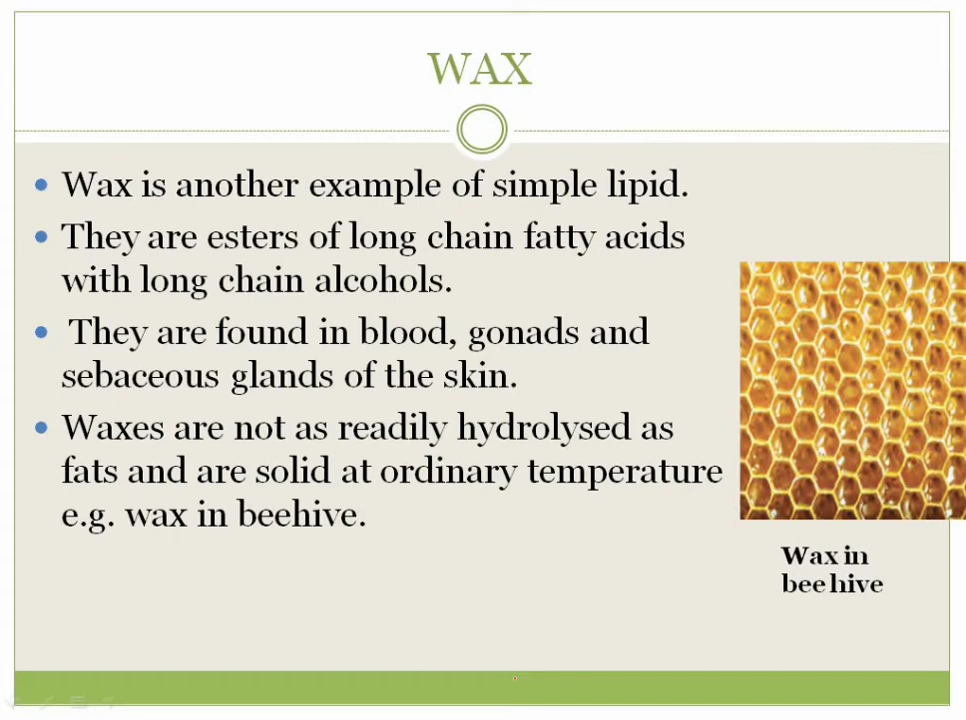 WAX
• Wax is another example of simple lipid.
• They are esters of long chain fatty acids
with long chain alcohols.
• They are found in blood, gonads and
sebaceous glands of the skin.
• Waxes are not as readily hydrolysed as
fats and are solid at ordinary temperature
e.g. wax in beehive.
Wax in
bee hive